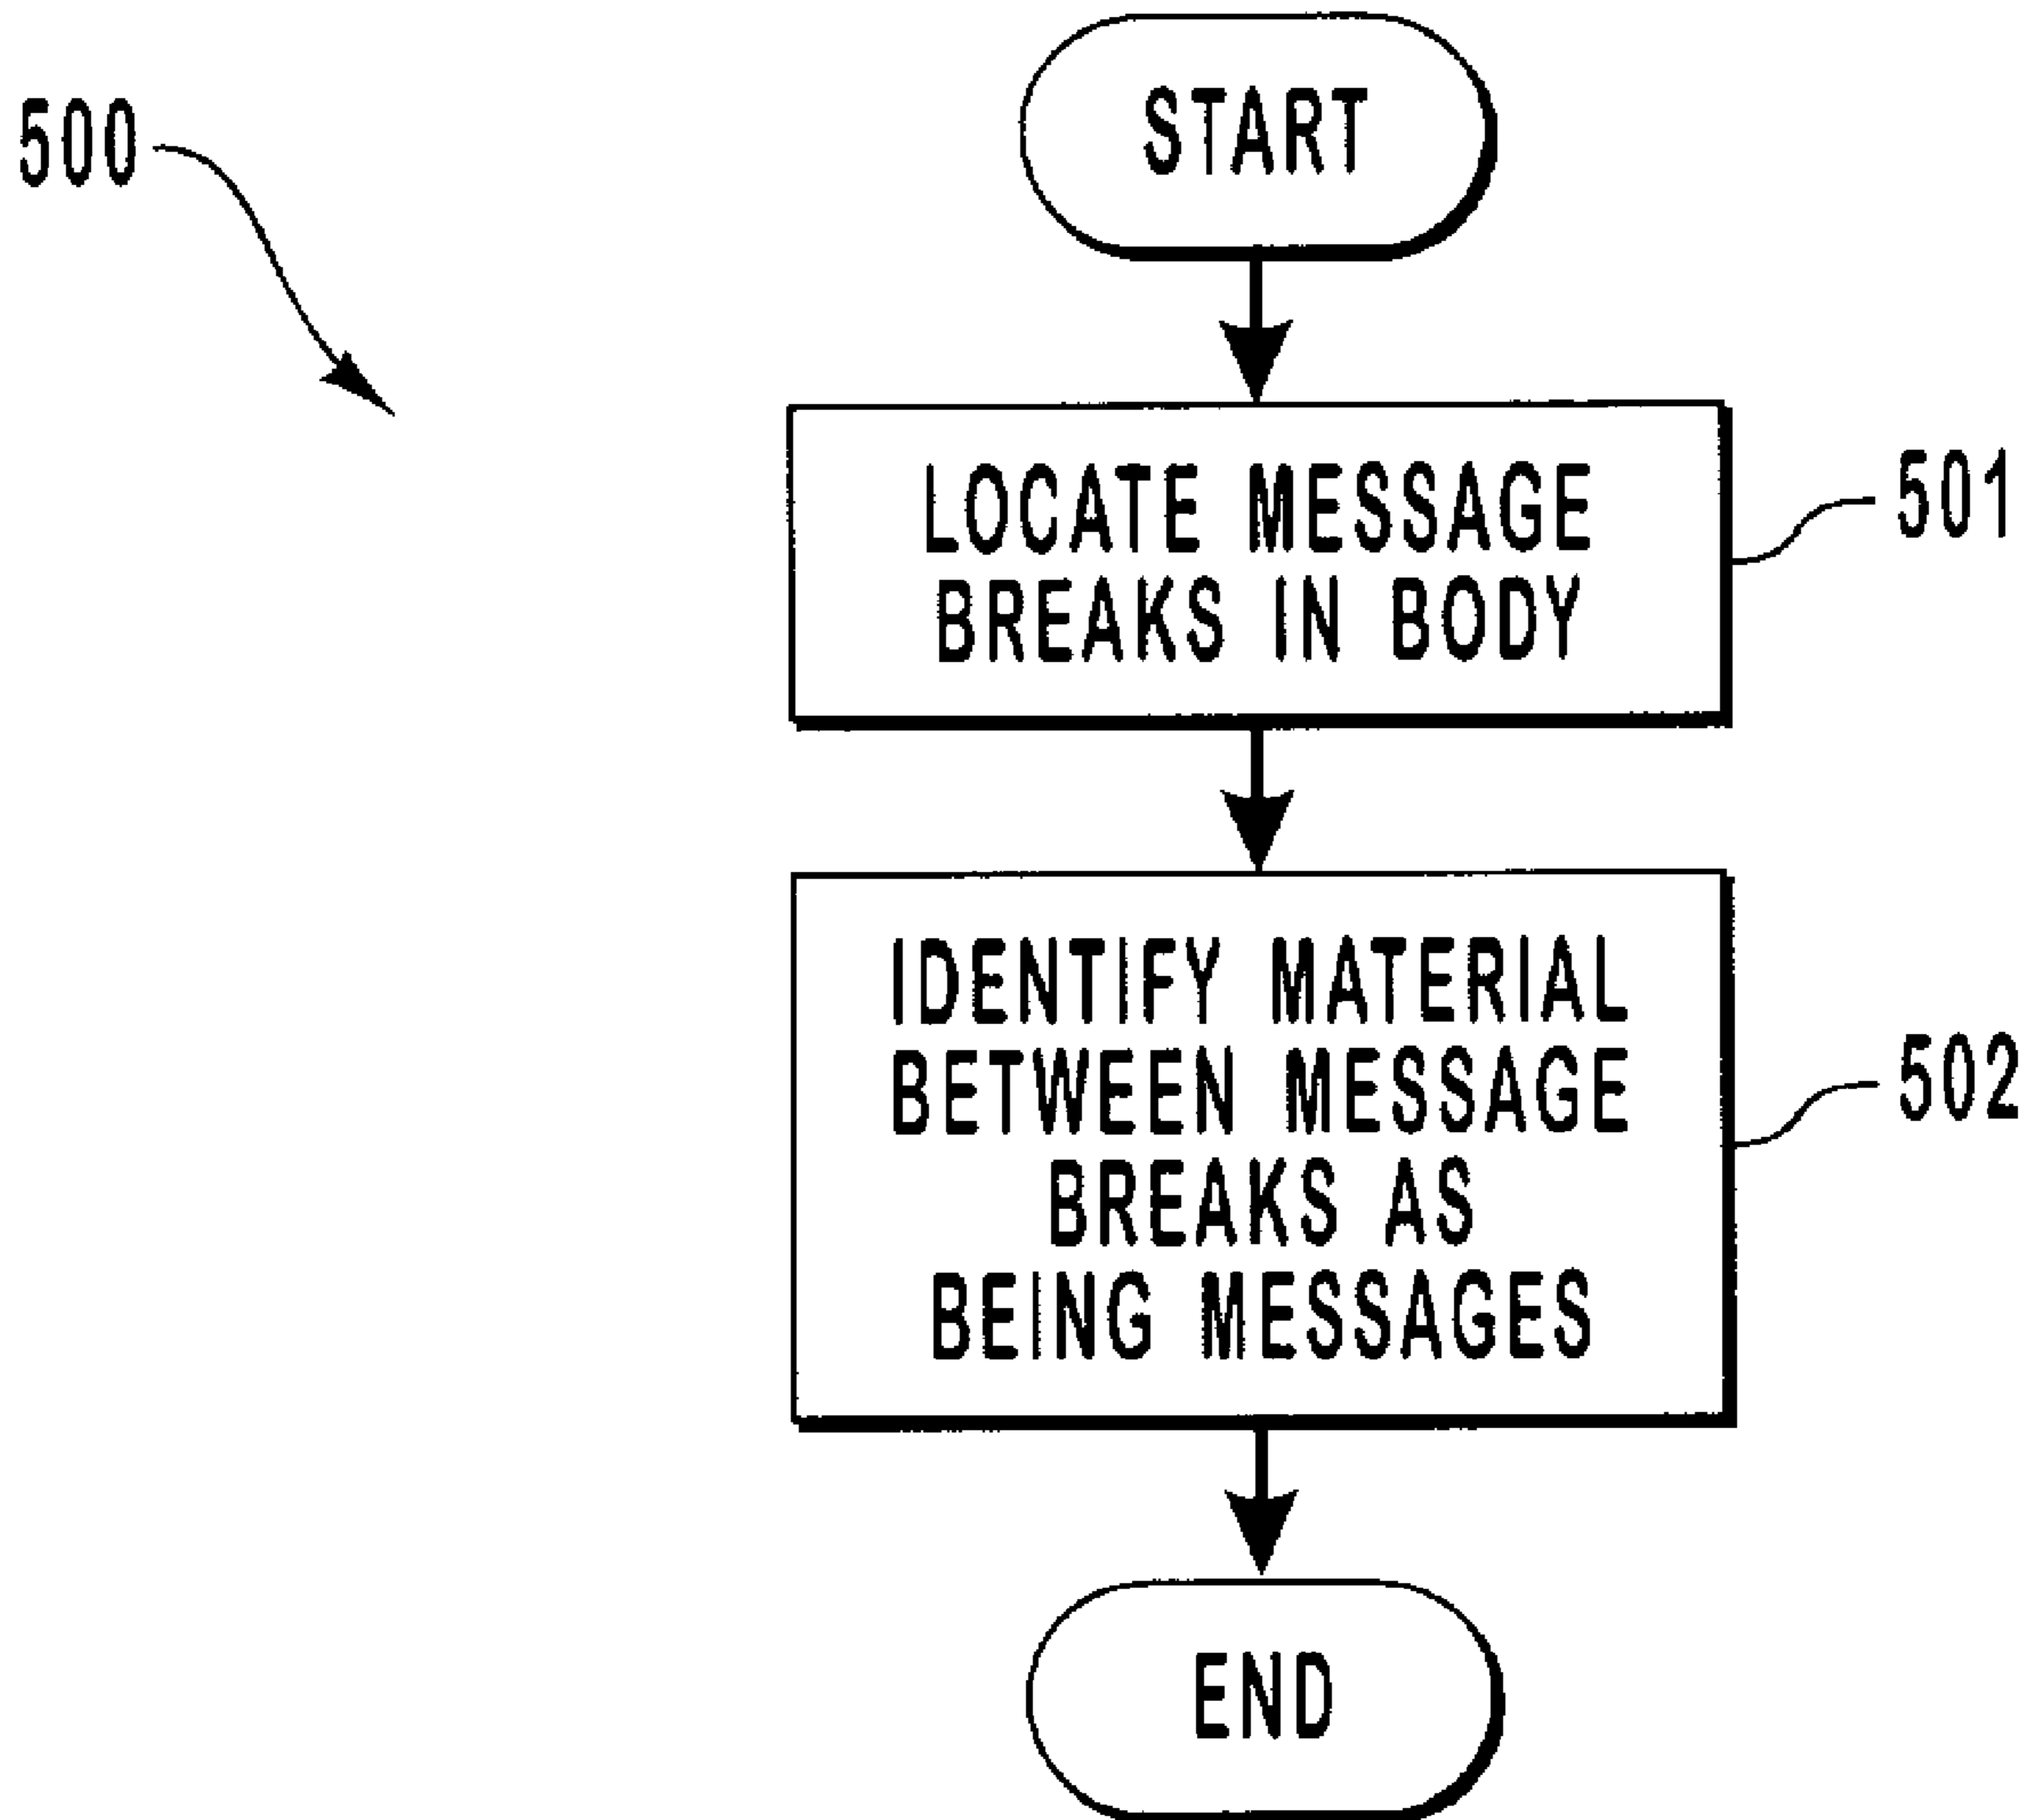 500
START
LOCATE MESSAGE
BREAKS IN BODY
501
IDENTIFY MATERIAL
BETWEEN MESSAGE
BREAKS AS
BEING MESSAGES
502
END